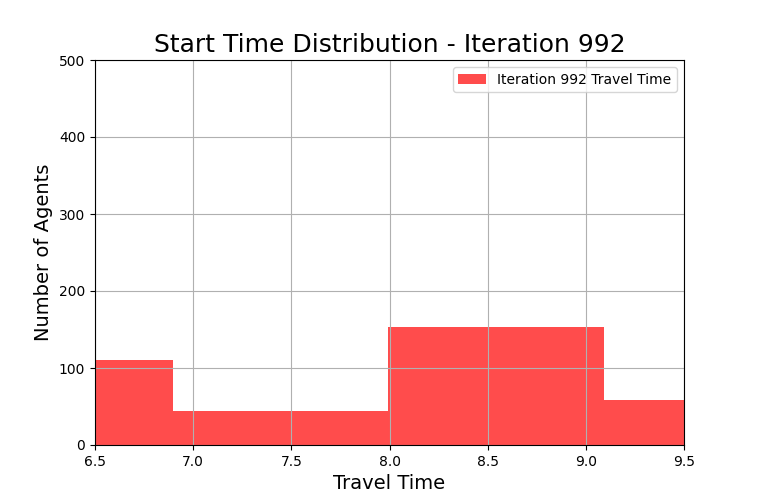 Start Time Distribution - Iteration 992
Iteration 992 Travel Time
Number of Agents
500
400
300
200
100
0
6.5 7.0 7.5 8.0 8.5 9.0 9.5
Travel Time